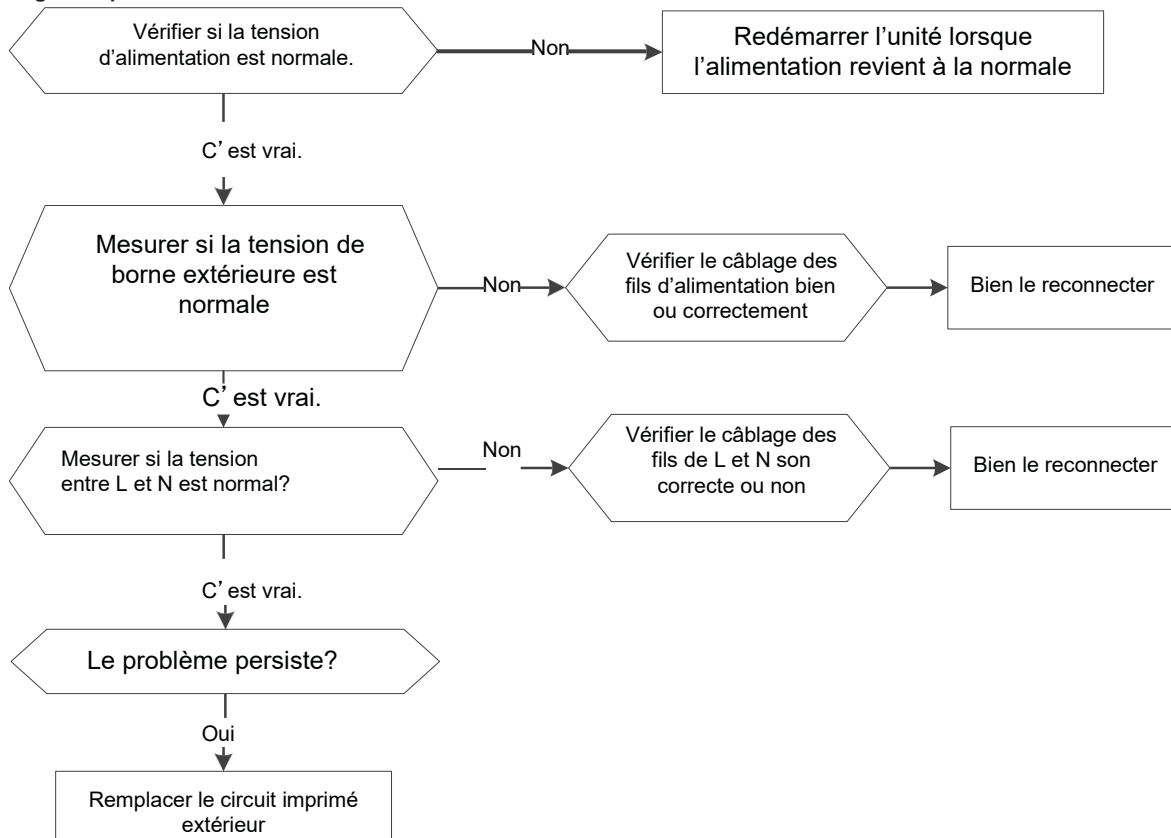 Vérifier si la tension
d'alimentation est normale.
Non
Redémarrer l'unité lorsque
l'alimentation revient à la normale
C' est vrai.
Mesurer si la tension de
borne extérieure est
normale
Non
Vérifier le câblage des
fils d'alimentation bien
ou correctement
Bien le reconnecter
C' est vrai.
Mesurer si la tension
entre L et N est normal?
Non
Vérifier le câblage des
fils de L et N son
correcte ou non
Bien le reconnecter
C' est vrai.
Le problème persiste?
Oui
Remplacer le circuit imprimé
extérieur